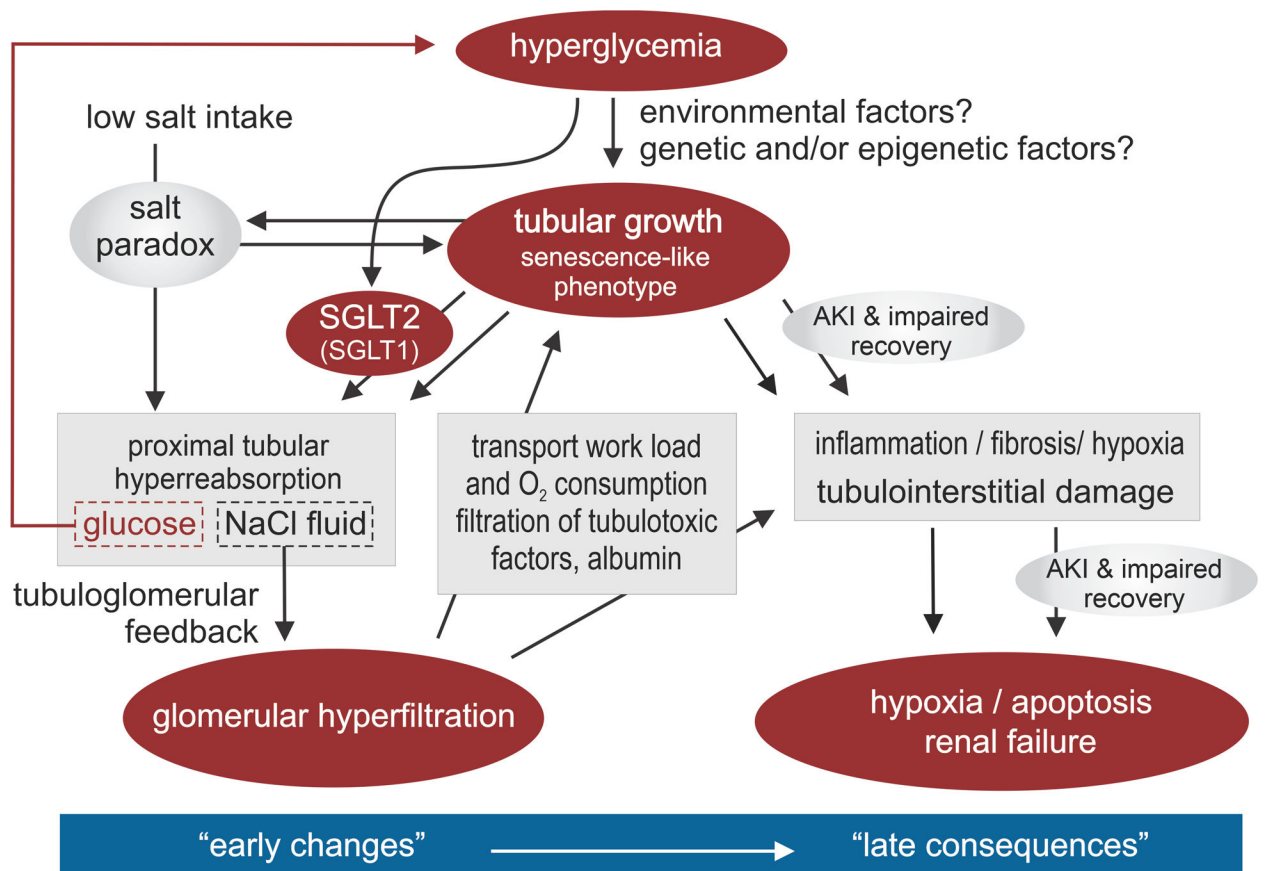 hyperglycemia
low salt intake
environmental factors?
genetic and/or epigenetic factors?
salt
paradox
tubular growth
senescence-like
phenotype
SGLT2
(SGLT1)
AKI & impaired
recovery
proximal tubular
hyperreabsorption
glucose
NaCl fluid
transport work load
and O₂ consumption
filtration of tubulotoxic
factors, albumin
inflammation / fibrosis/ hypoxia
tubulointerstitial damage
AKI & impaired
recovery
tubuloglomerular
feedback
glomerular hyperfiltration
hypoxia / apoptosis
renal failure
“early changes”
“late consequences”